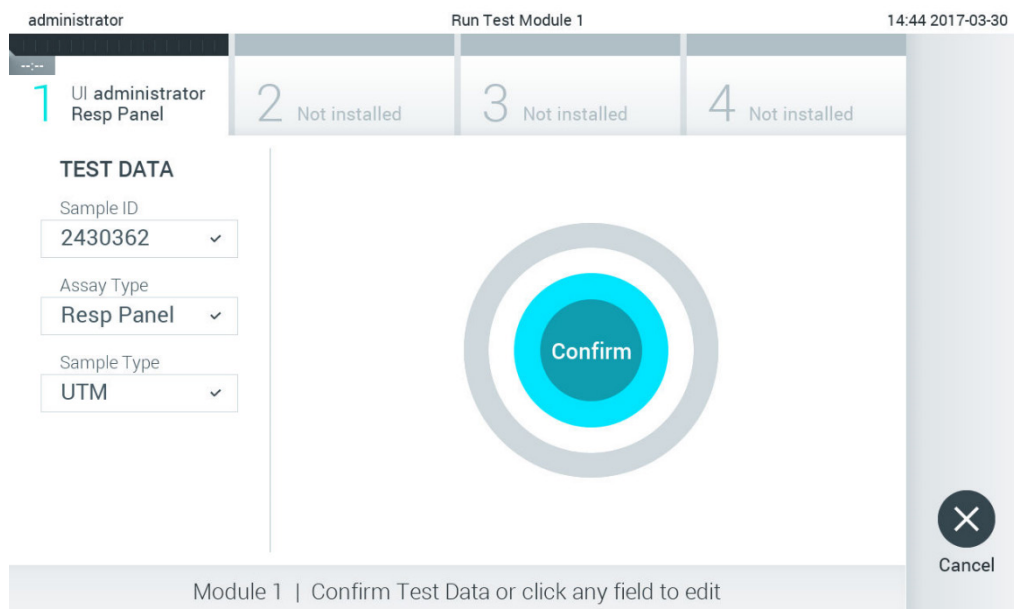 administrator Run Test Module 1 14:44 2017-03-30
--:--
1 UI administrator
Resp Panel
2 Not installed
3 Not installed
4 Not installed
TEST DATA
Sample ID
2430362
Assay Type
Resp Panel
Sample Type
UTM
Confirm
Cancel
Module 1 | Confirm Test Data or click any field to edit